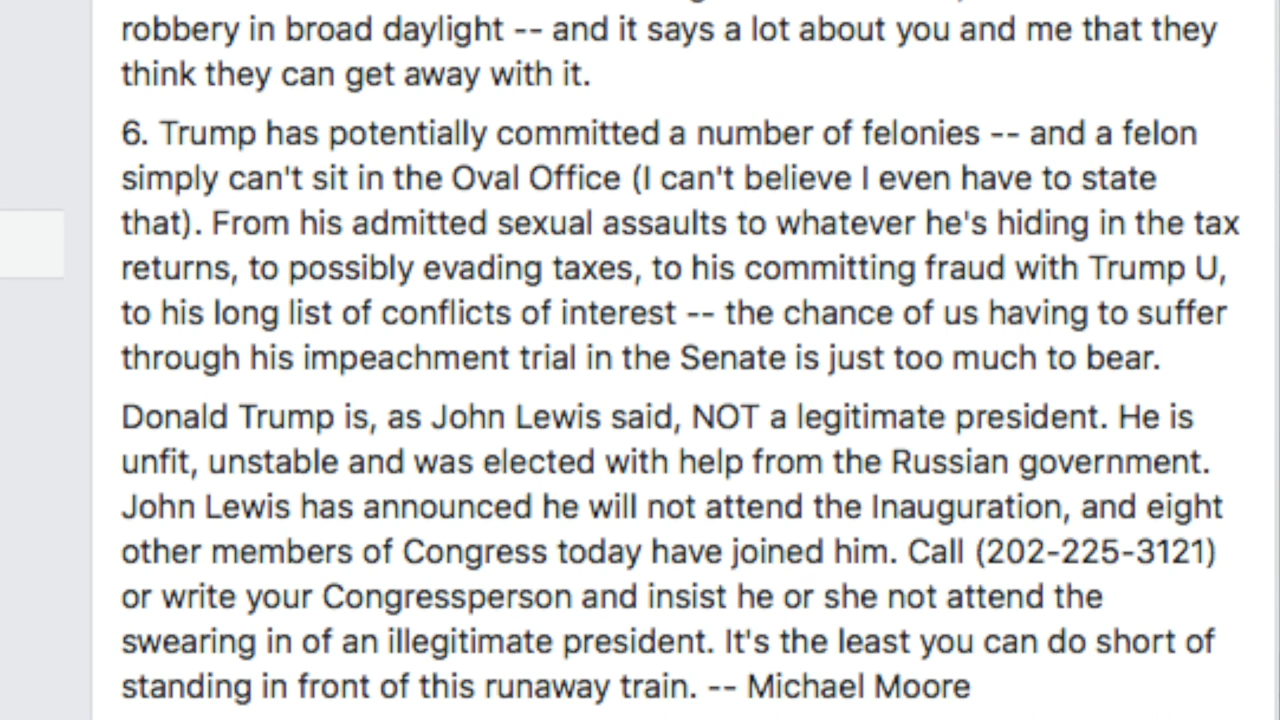 robbery in broad daylight -- and it says a lot about you and me that they
think they can get away with it.
6. Trump has potentially committed a number of felonies -- and a felon
simply can't sit in the Oval Office (I can't believe I even have to state
that). From his admitted sexual assaults to whatever he's hiding in the tax
returns, to possibly evading taxes, to his committing fraud with Trump U,
to his long list of conflicts of interest -- the chance of us having to suffer
through his impeachment trial in the Senate is just too much to bear.
Donald Trump is, as John Lewis said, NOT a legitimate president. He is
unfit, unstable and was elected with help from the Russian government.
John Lewis has announced he will not attend the Inauguration, and eight
other members of Congress today have joined him. Call (202-225-3121)
or write your Congressperson and insist he or she not attend the
swearing in of an illegitimate president. It's the least you can do short of
standing in front of this runaway train. -- Michael Moore